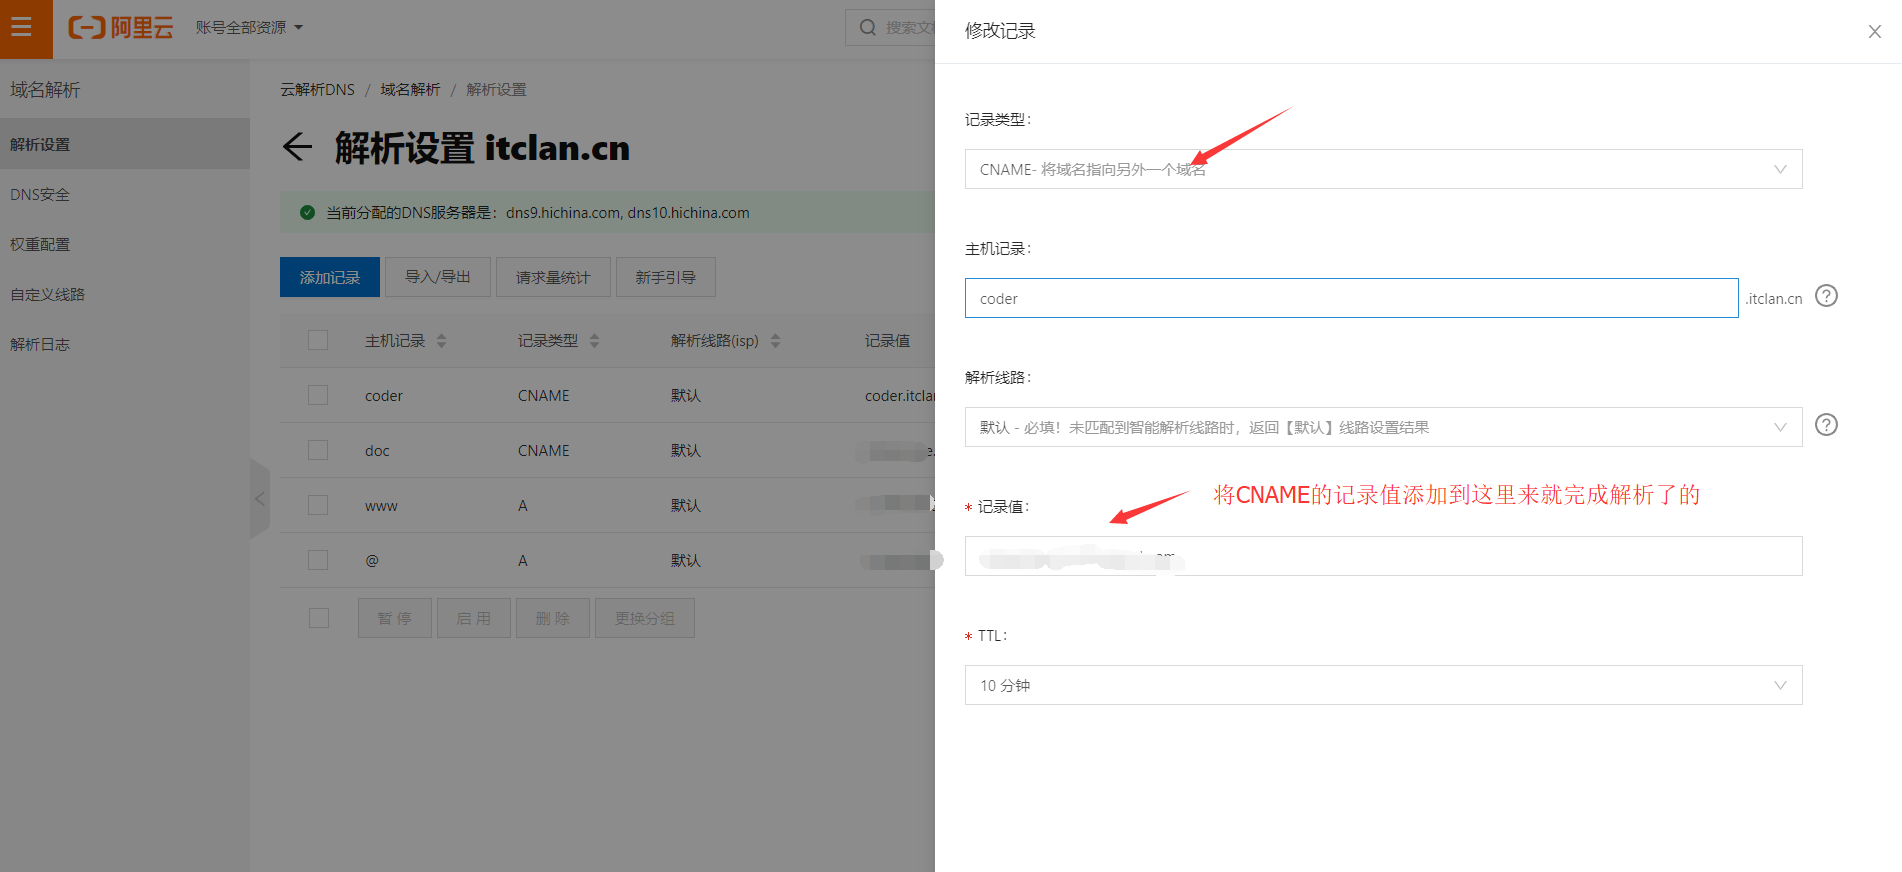 阿里云
账号全部资源
搜索文
域名解析
解析设置
DNS安全
权重配置
自定义线路
解析日志
云解析DNS / 域名解析 / 解析设置
解析设置 itclan.cn
当前分配的DNS服务器是：dns9.hichina.com, dns10.hichina.com
添加记录 导入/导出 请求量统计 新手引导
主机记录 记录类型 解析线路(isp) 记录值
coder CNAME 默认 coder.itcla
doc CNAME 默认
www A 默认
@ A 默认
暂 停 启 用 删 除 更换分组
修改记录
记录类型：
CNAME- 将域名指向另外一个域名
主机记录：
coder .itclan.cn
解析线路：
默认 - 必填！未匹配到智能解析线路时，返回【默认】线路设置结果
将CNAME的记录值添加到这里来就完成解析了的
* 记录值：
* TTL：
10 分钟